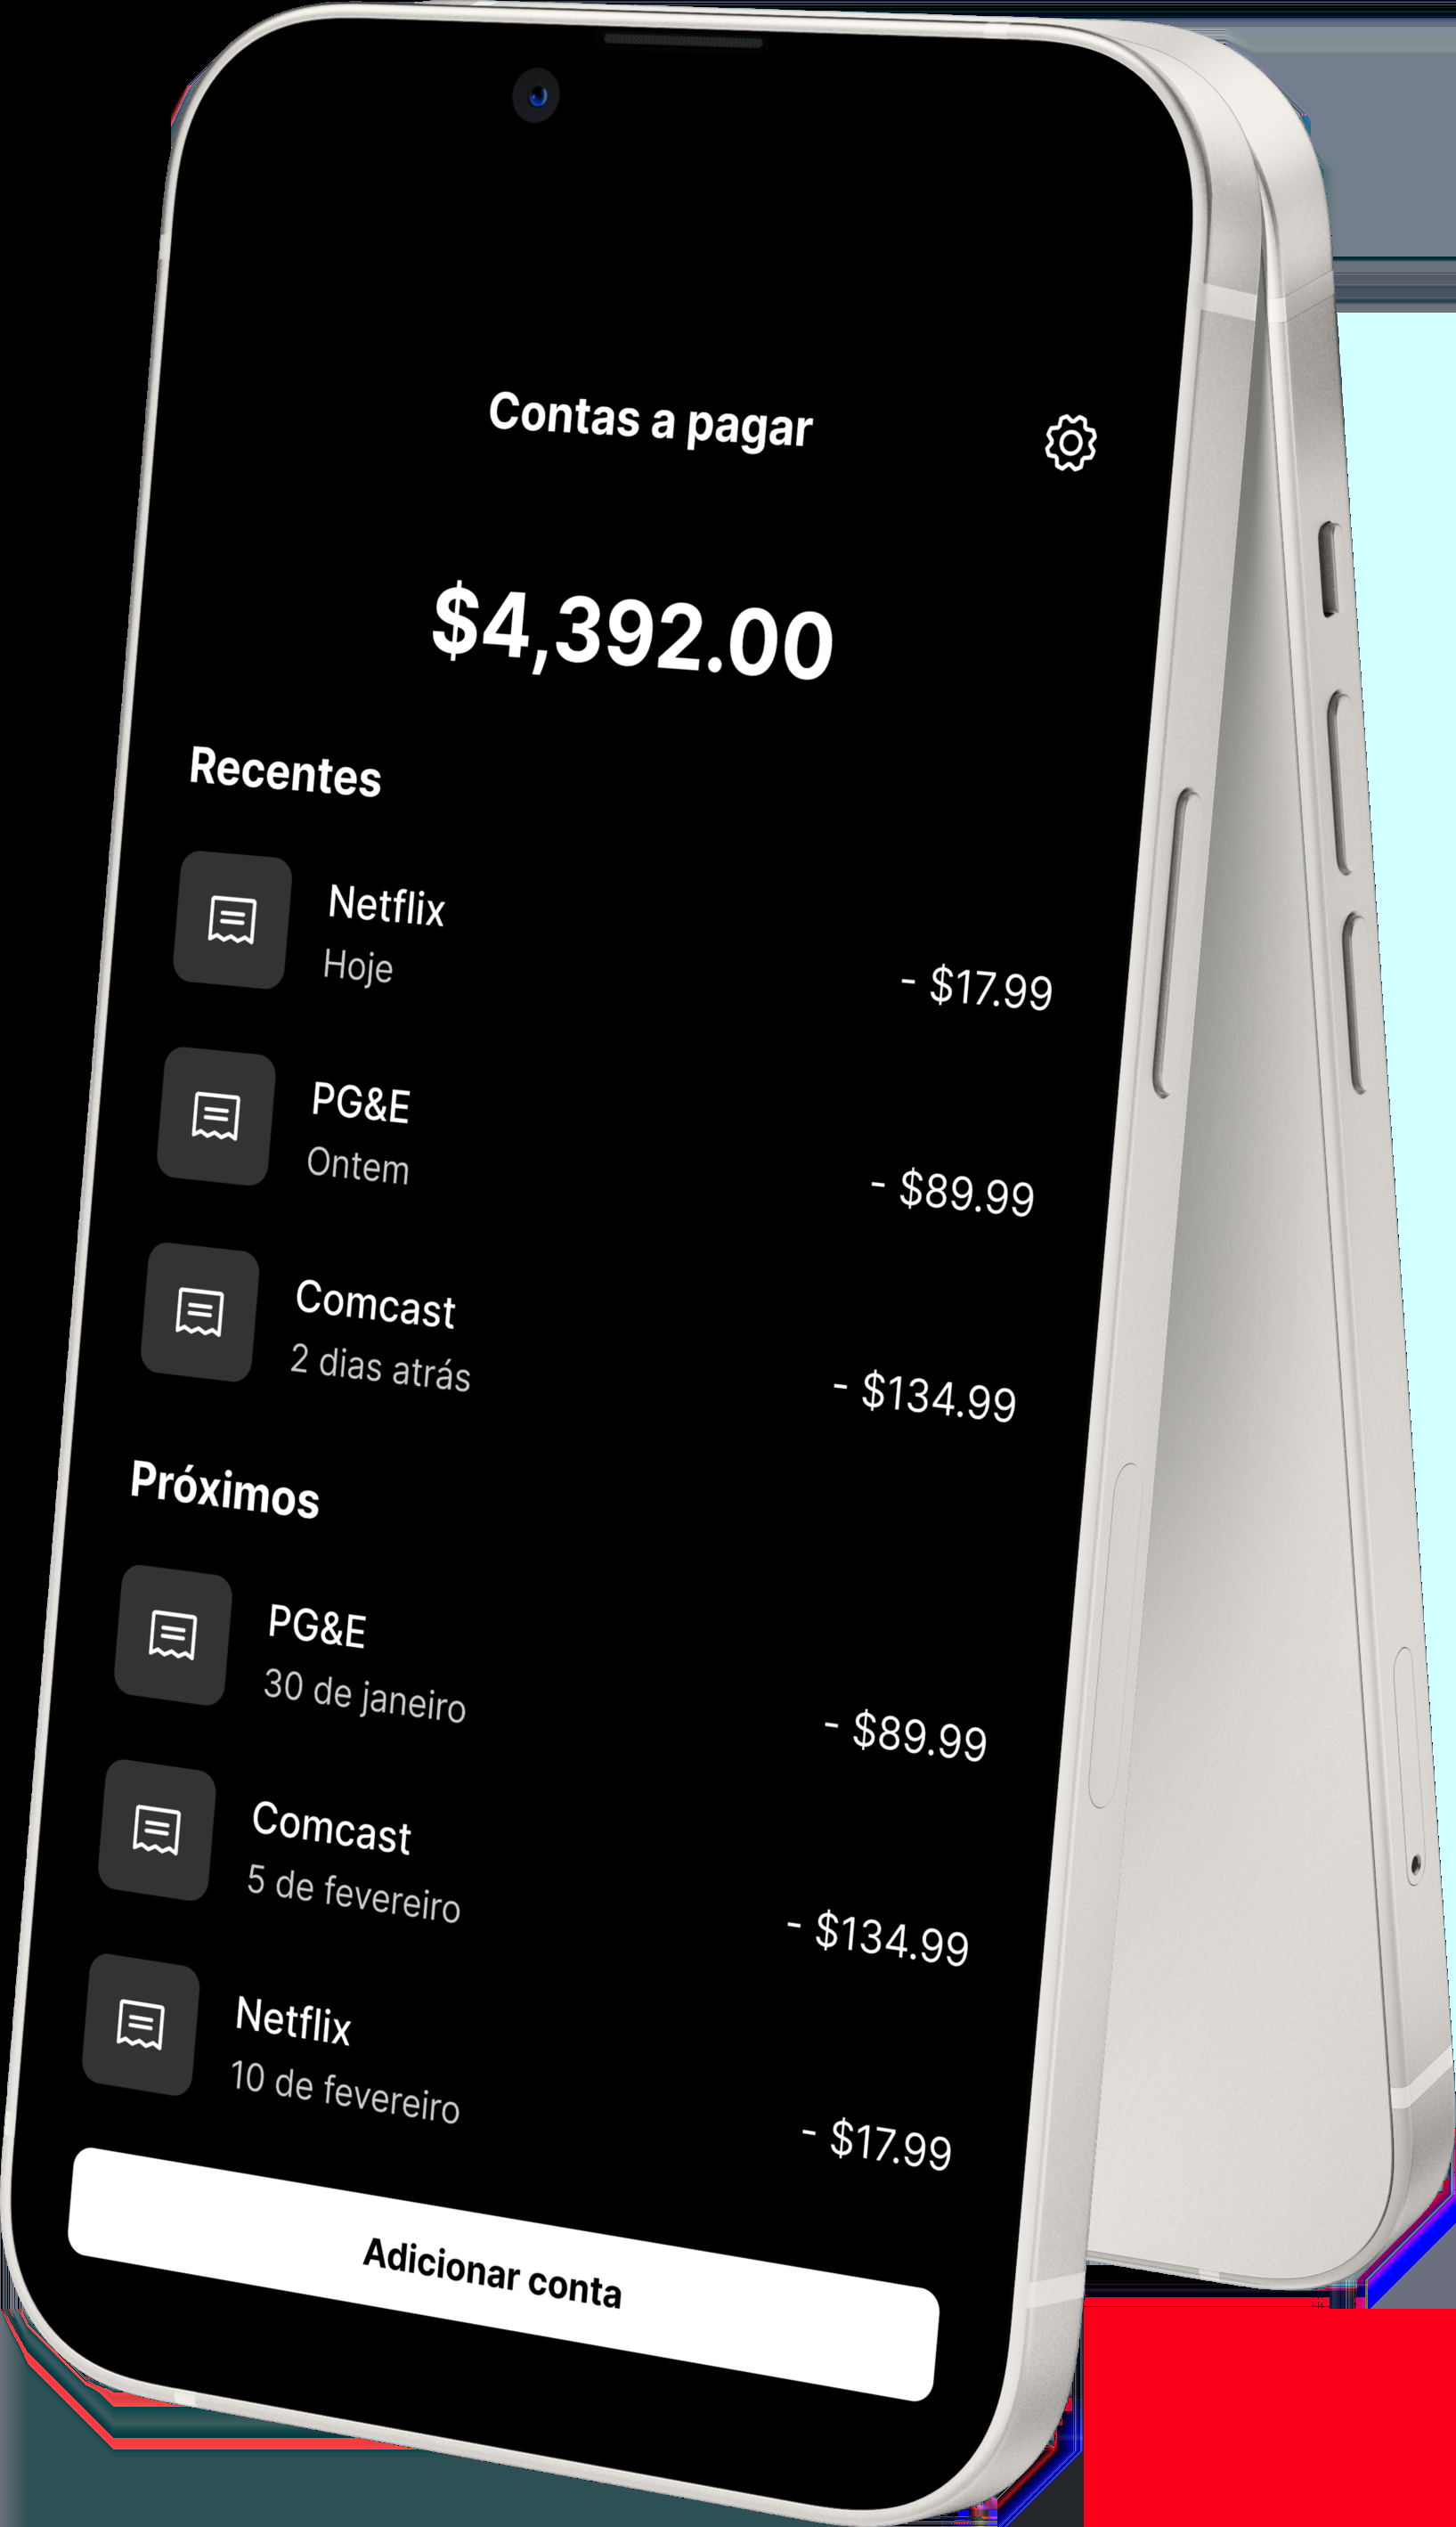 Contas a pagar
$4,392.00
Recentes
Netflix
Hoje
- $17.99
PG&E
Ontem
- $89.99
Comcast
2 dias atrás
- $134.99
Próximos
PG&E
30 de janeiro
- $89.99
Comcast
5 de fevereiro
- $134.99
Netflix
10 de fevereiro
- $17.99
Adicionar conta